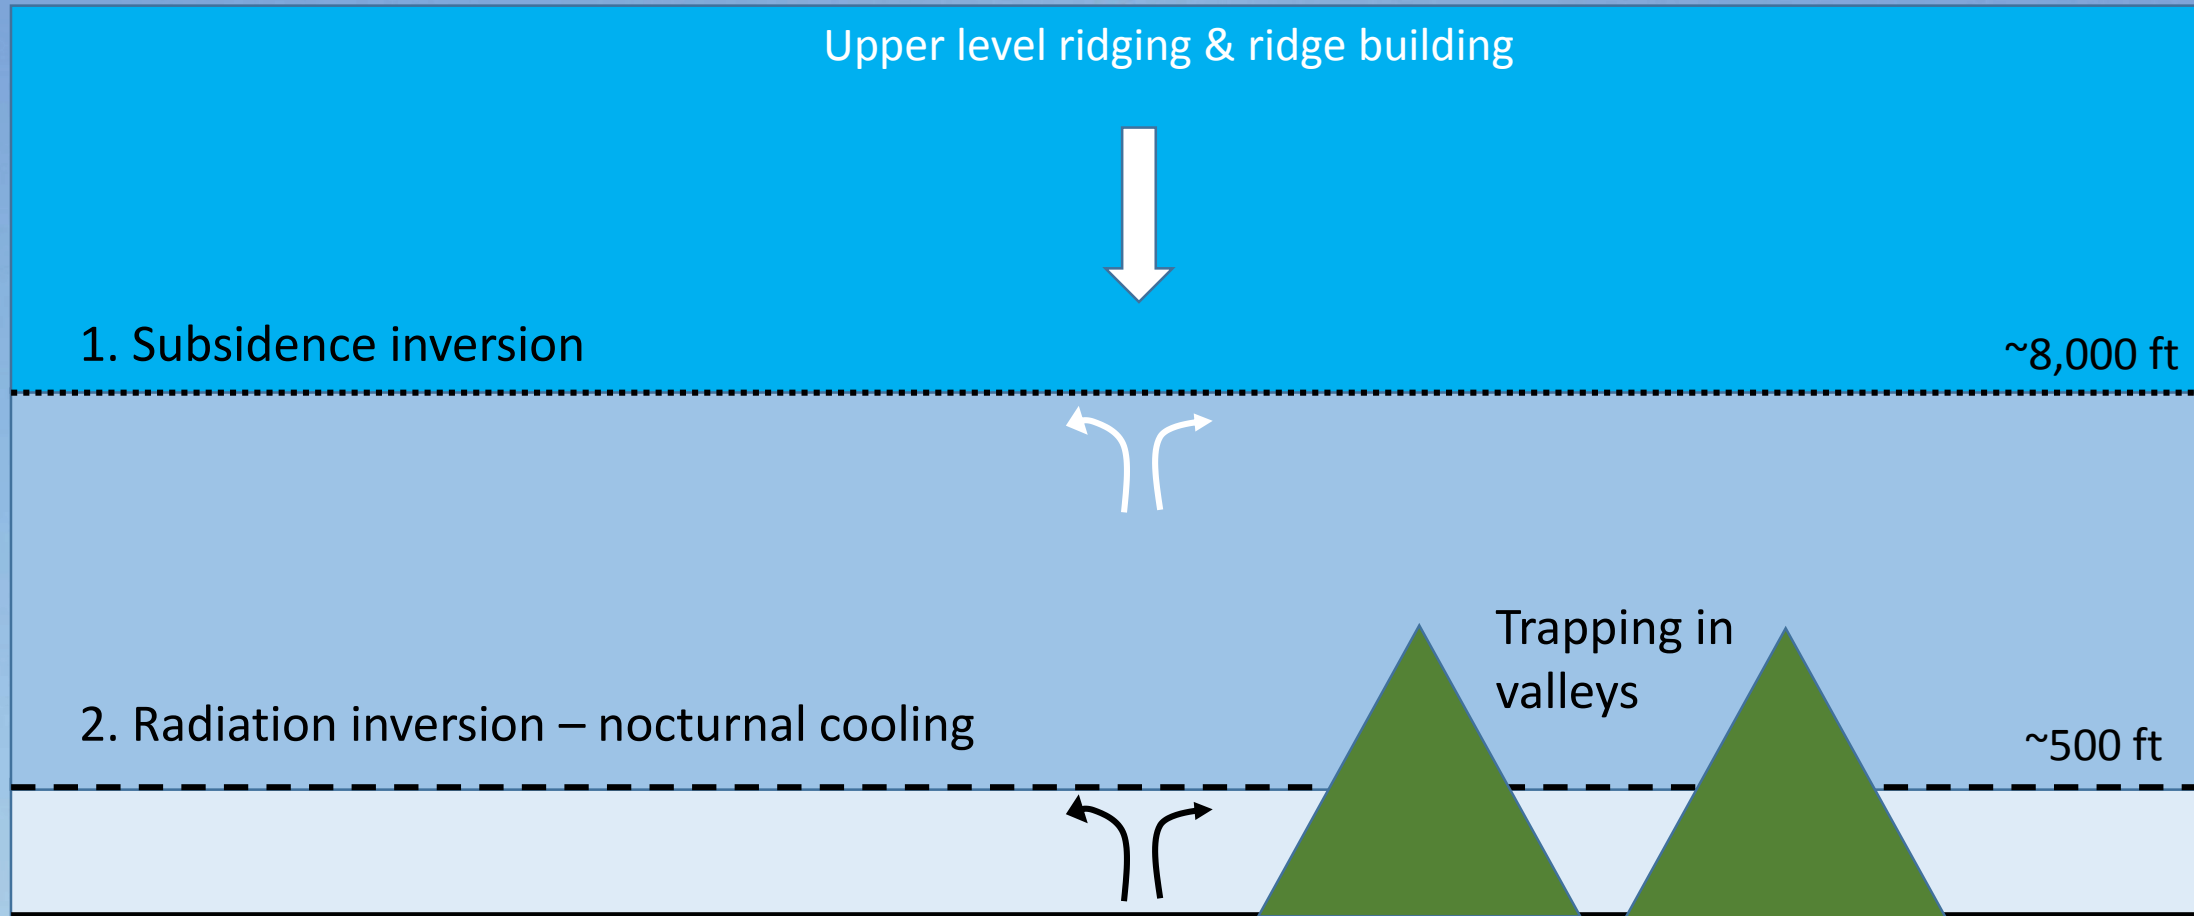 Upper level ridging & ridge building
1. Subsidence inversion
~8,000 ft
Trapping in
valleys
2. Radiation inversion – nocturnal cooling
~500 ft